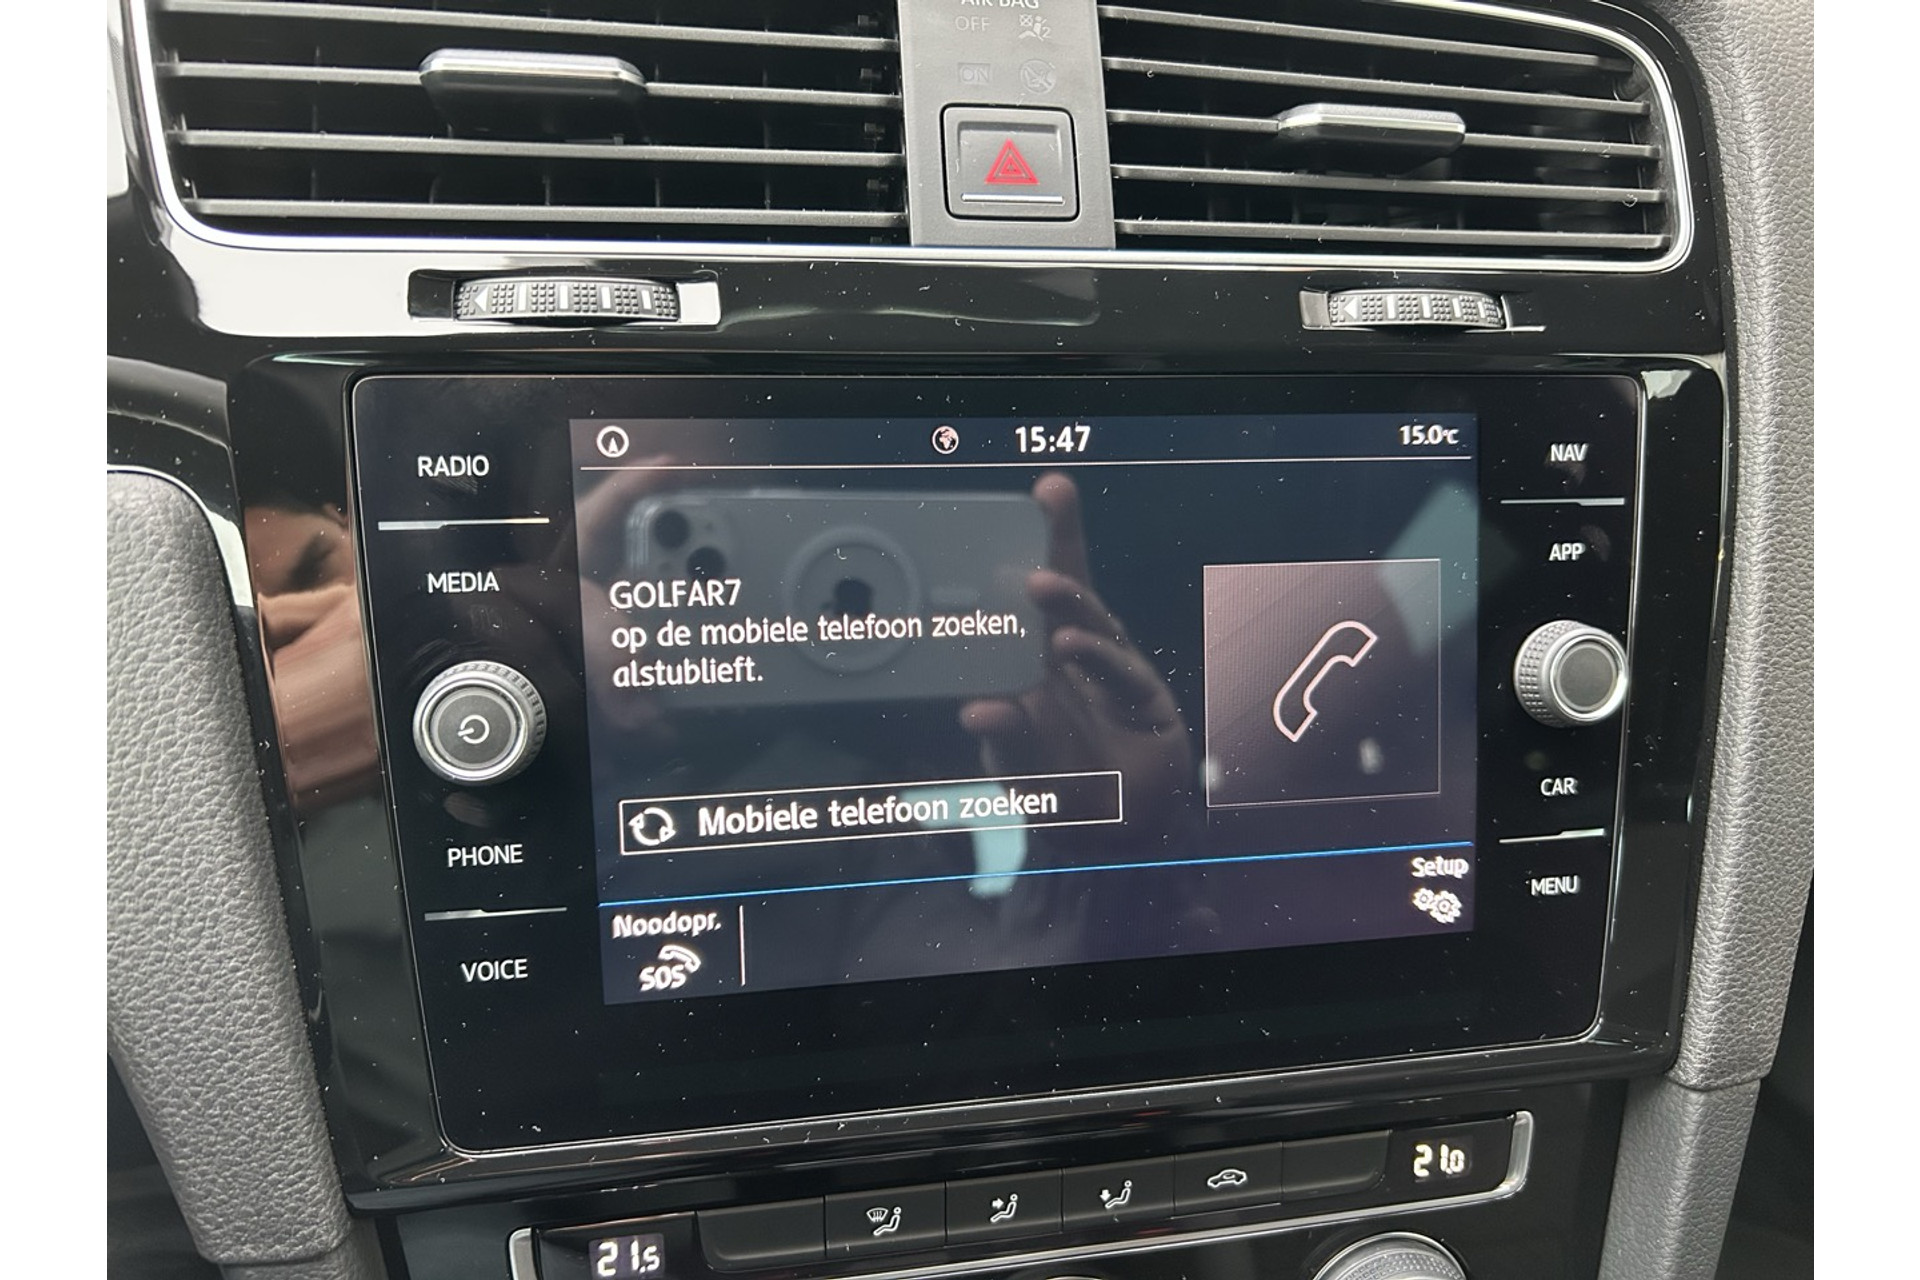 AIR BAG
OFF
ON
15:47
15.0°C
RADIO
MEDIA
PHONE
VOICE
GOLFAR7
op de mobiele telefoon zoeken,
alstublieft.
Mobiele telefoon zoeken
Noodopr.
SOS
Setup
NAV
APP
CAR
MENU
21.5
21.0